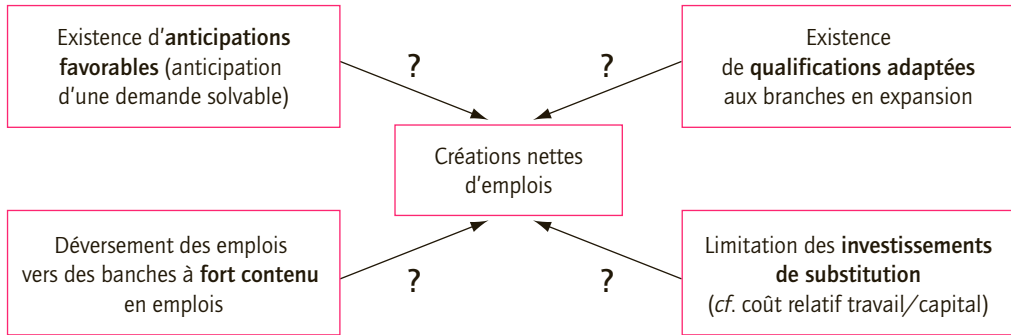 Existence d'anticipations
favorables (anticipation
d'une demande solvable)
?
?
Existence
de qualifications adaptées
aux branches en expansion
Créations nettes
d'emplois
Déversement des emplois
vers des banches à fort contenu
en emplois
?
?
Limitation des investissements
de substitution
(cf. coût relatif travail/capital)